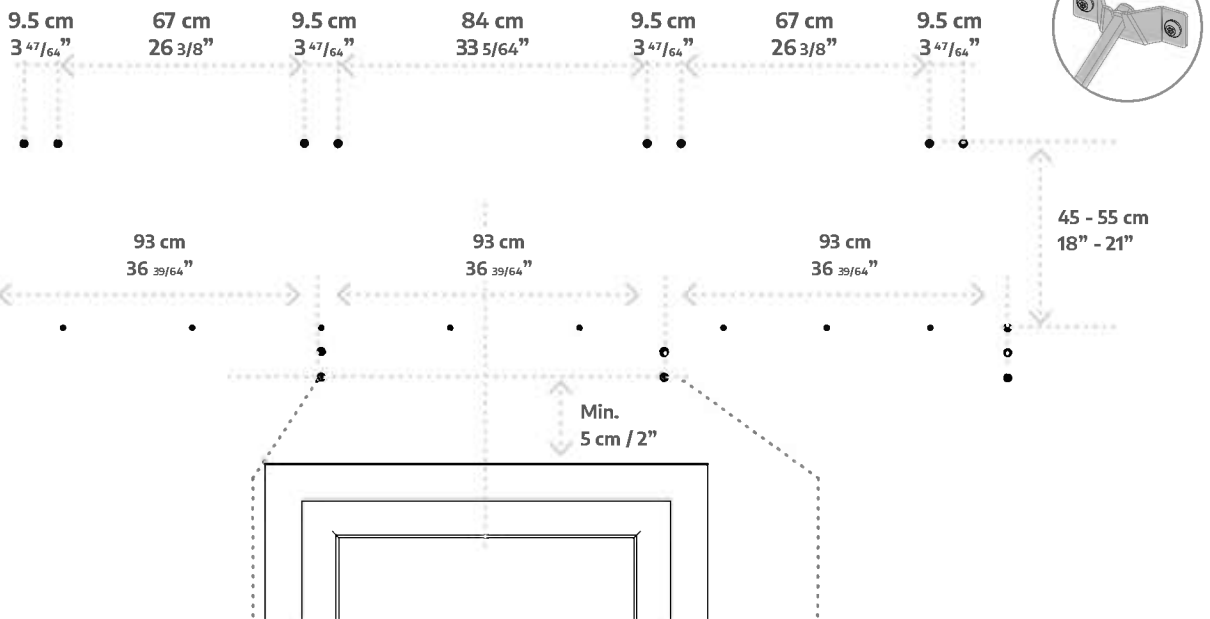 9.5 cm 67 cm 9.5 cm 84 cm 9.5 cm 67 cm 9.5 cm
3 47/64” 26 3/8” 3 47/64” 33 5/64” 3 47/64” 26 3/8” 3 47/64”
45 - 55 cm
18” - 21”
93 cm 93 cm 93 cm
36 39/64” 36 39/64” 36 39/64”
Min.
5 cm / 2”